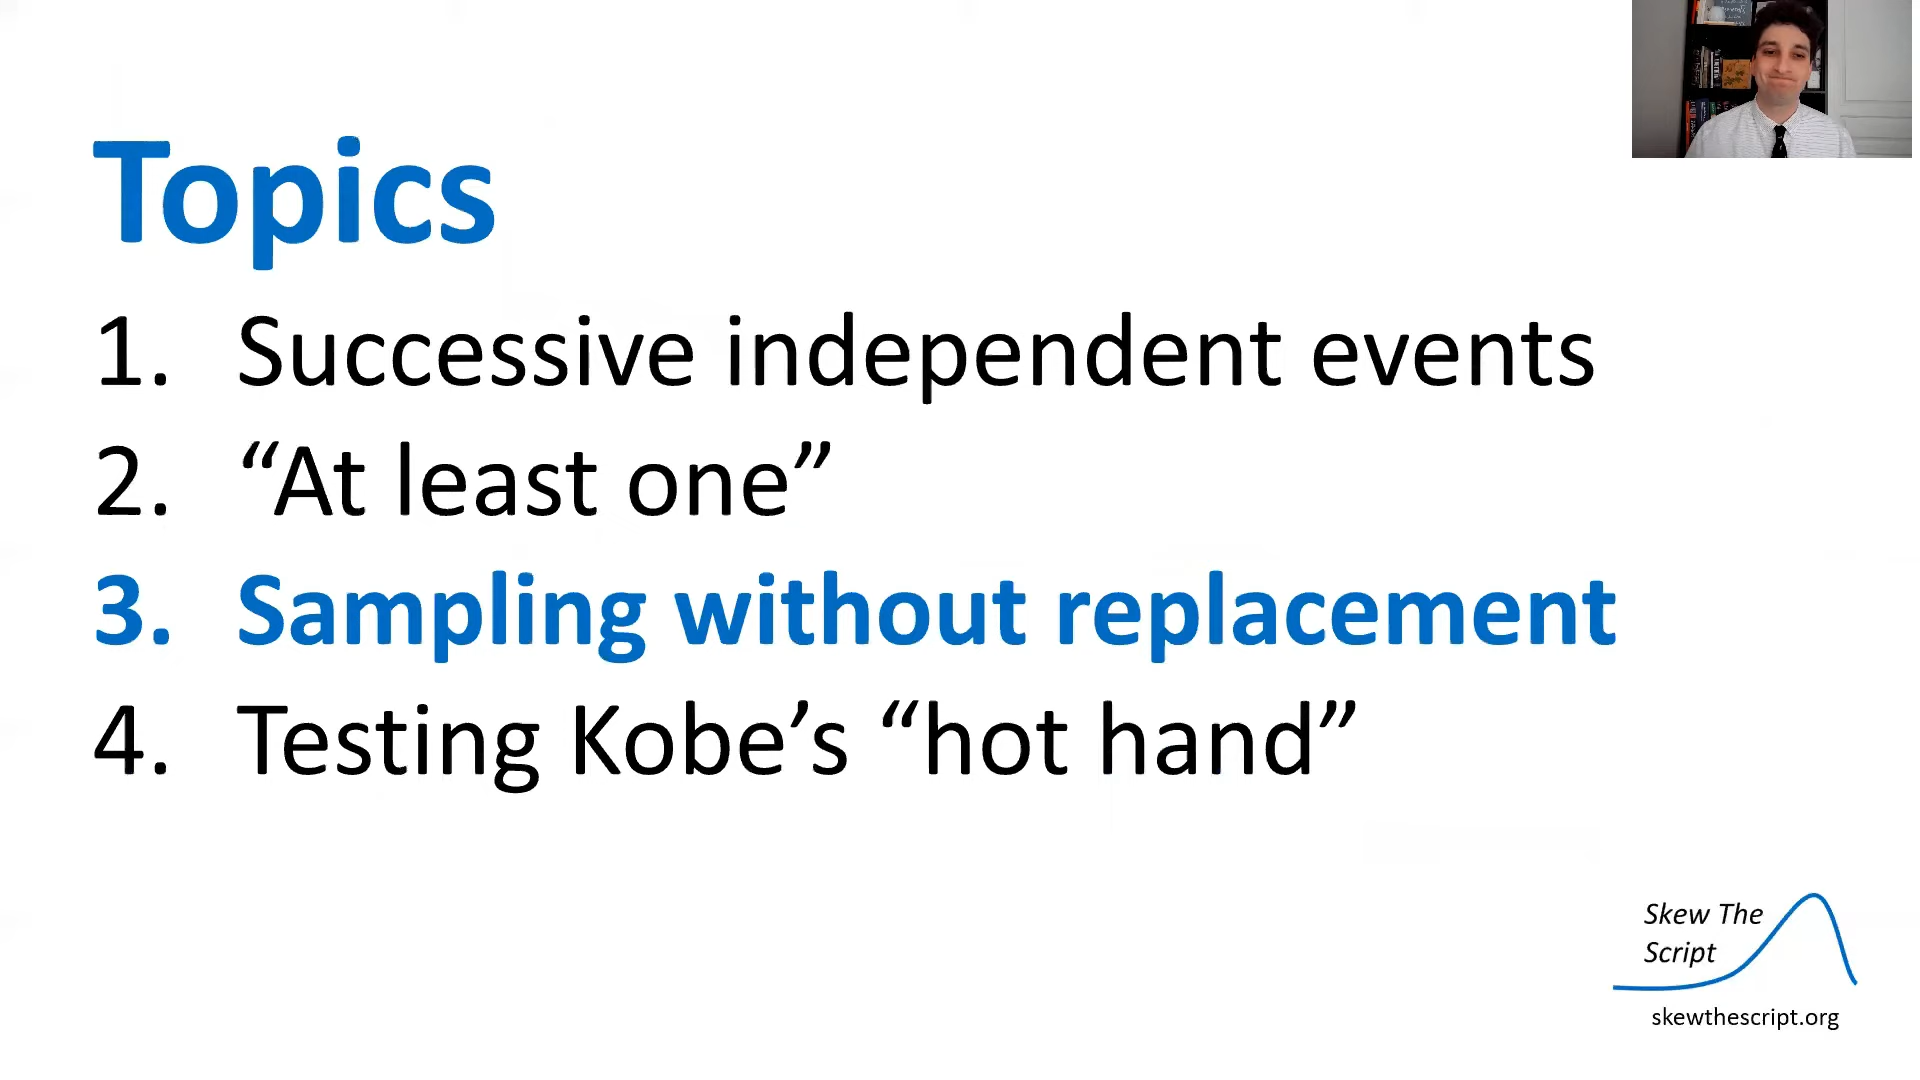 Topics
1. Successive independent events
2. “At least one”
3. Sampling without replacement
4. Testing Kobe’s “hot hand”
Skew The
Script
skewthescript.org